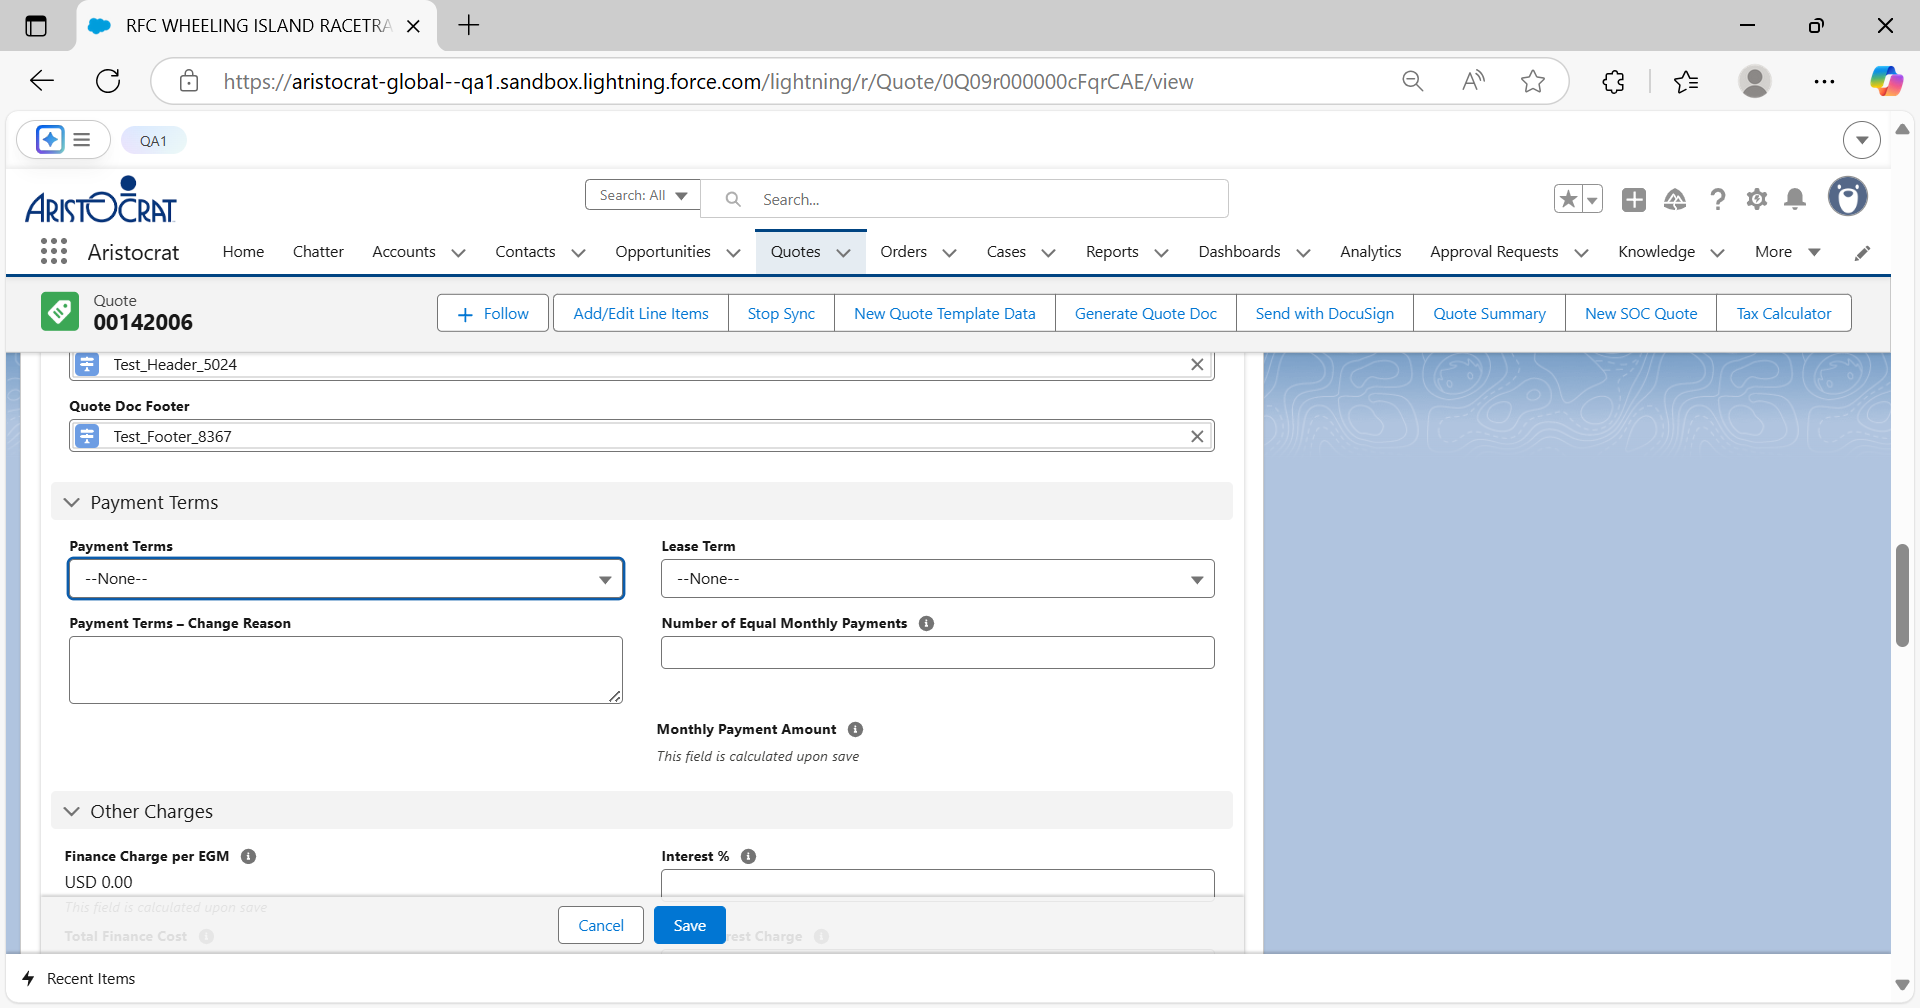 RFC WHEELING ISLAND RACETRA
https://aristocrat-global--qa1.sandbox.lightning.force.com/lightning/r/Quote/0Q09r000000cFqrCAE/view
QA1
ARISTOCRAT
Search: All
Search...
Aristocrat
Home
Chatter
Accounts
Contacts
Opportunities
Quotes
Orders
Cases
Reports
Dashboards
Analytics
Approval Requests
Knowledge
More
Quote
00142006
Follow
Add/Edit Line Items
Stop Sync
New Quote Template Data
Generate Quote Doc
Send with DocuSign
Quote Summary
New SOC Quote
Tax Calculator
Test_Header_5024
Quote Doc Footer
Test_Footer_8367
Payment Terms
Payment Terms
--None--
Lease Term
--None--
Payment Terms – Change Reason
Number of Equal Monthly Payments
Monthly Payment Amount
This field is calculated upon save
Other Charges
Finance Charge per EGM
USD 0.00
This field is calculated upon save
Interest %
Total Finance Cost
rest Charge
Cancel
Save
Recent Items